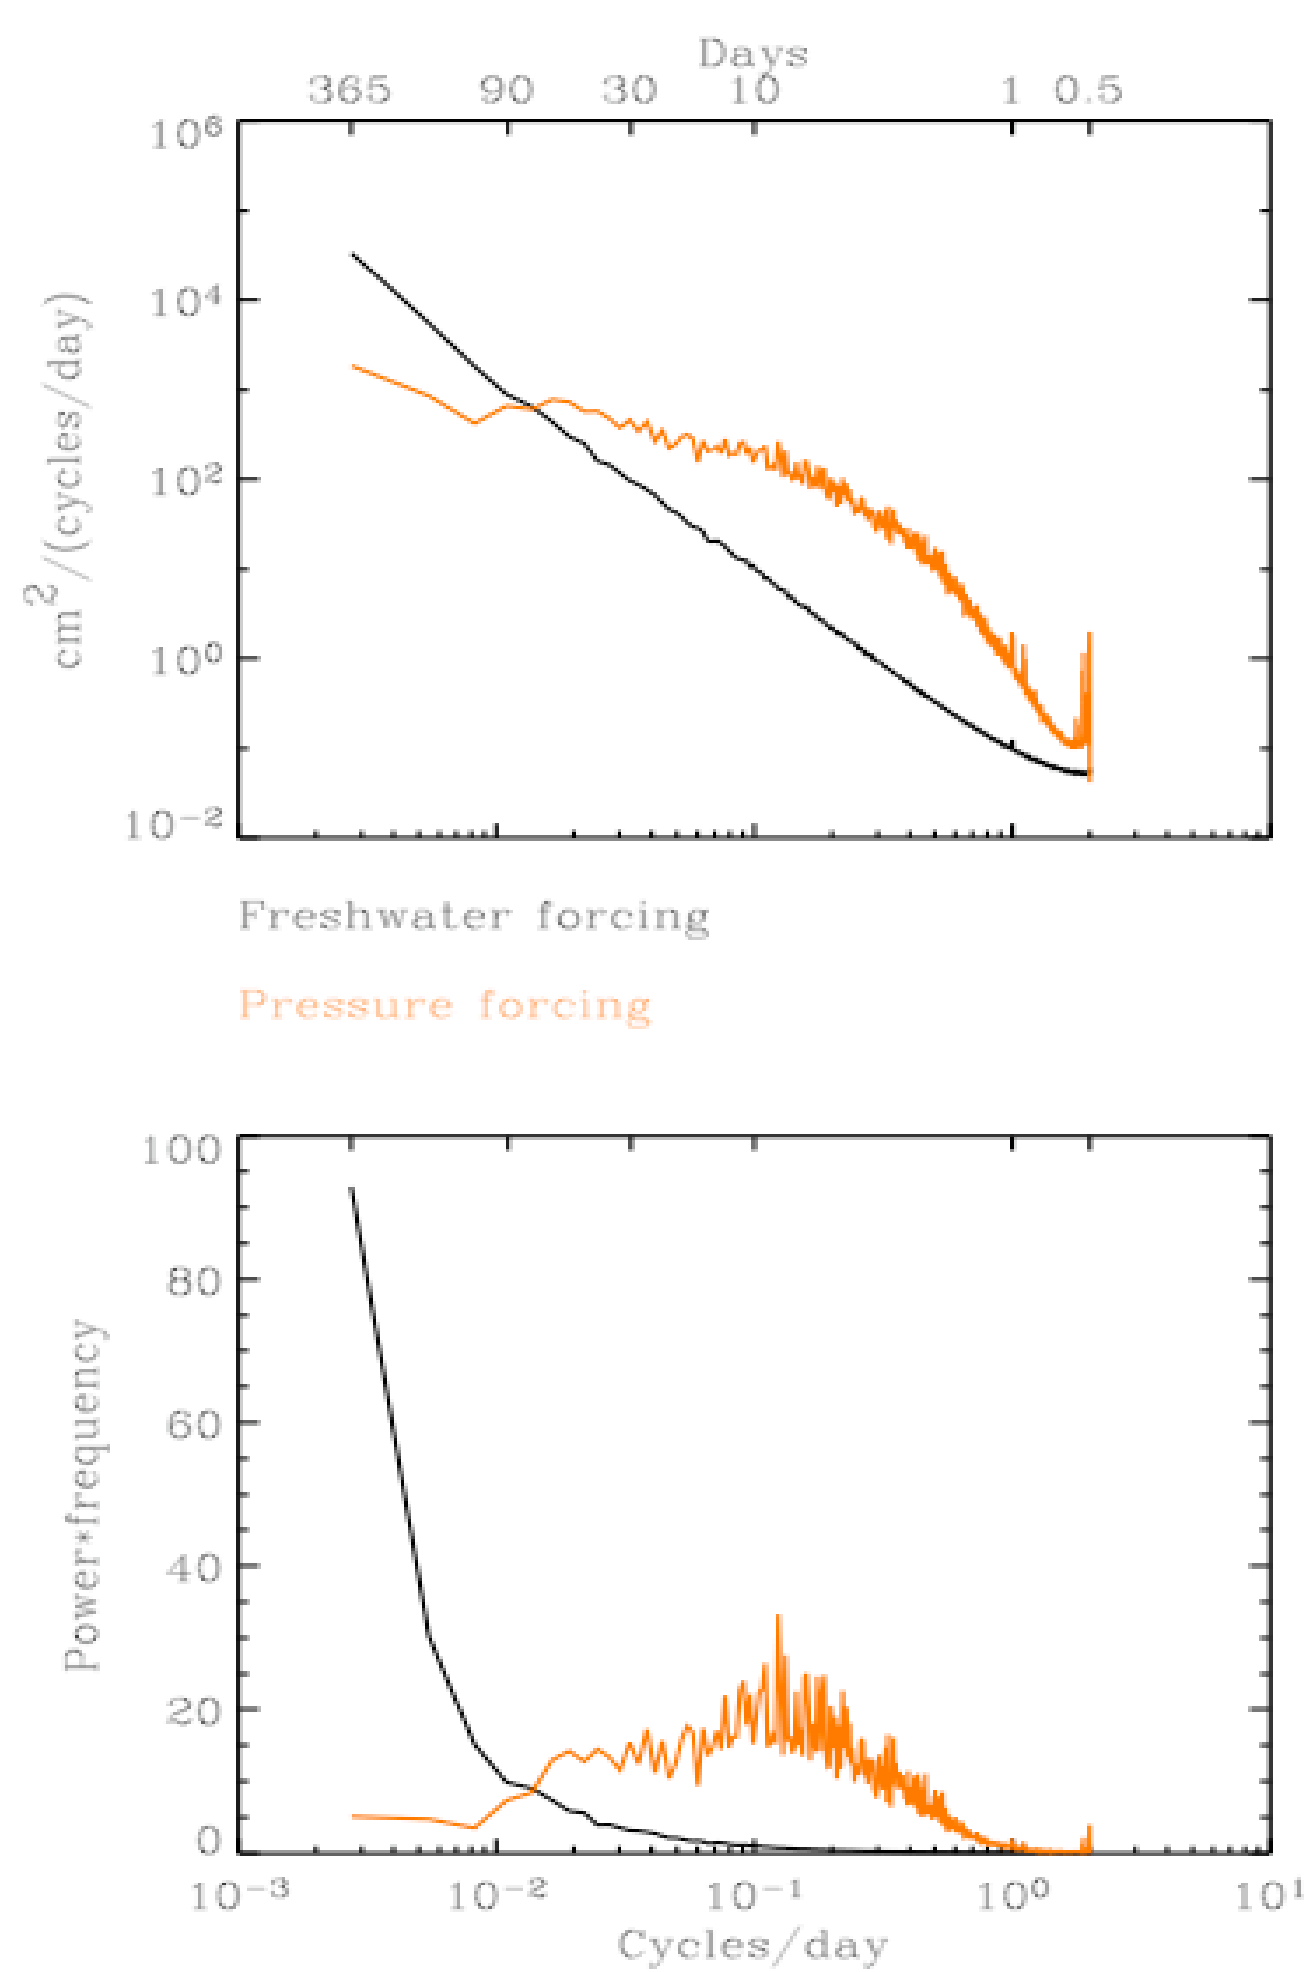 Days
365 90 30 10 1 0.5
10⁶
10⁴
10²
10⁰
10⁻²
cm²/(cycles/day)
Freshwater forcing
Pressure forcing
100
80
60
40
20
0
Power*frequency
10⁻³ 10⁻² 10⁻¹ 10⁰ 10¹
Cycles/day